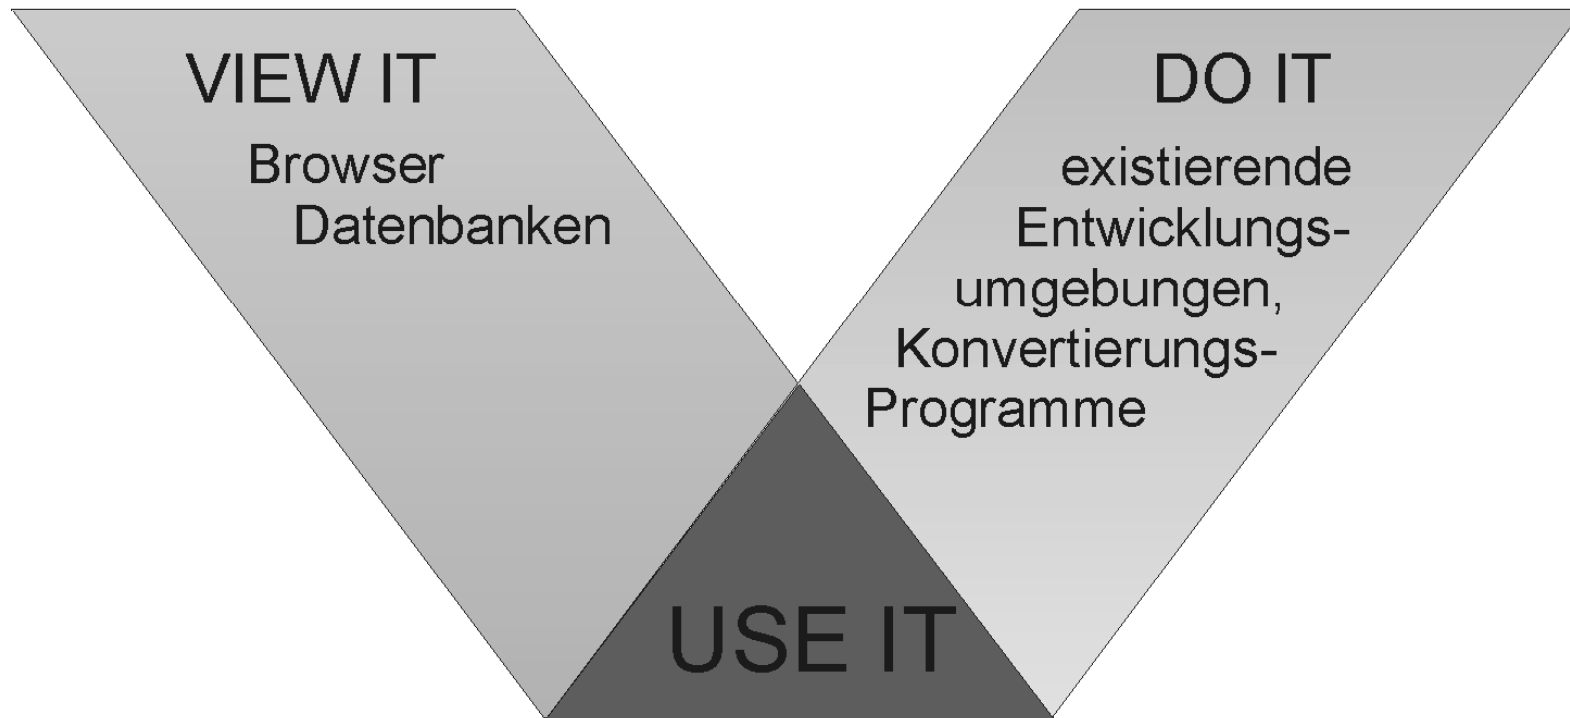 VIEW IT
Browser
Datenbanken
DO IT
existierende
Entwicklungs-
umgebungen,
Konvertierungs-
Programme
USE IT